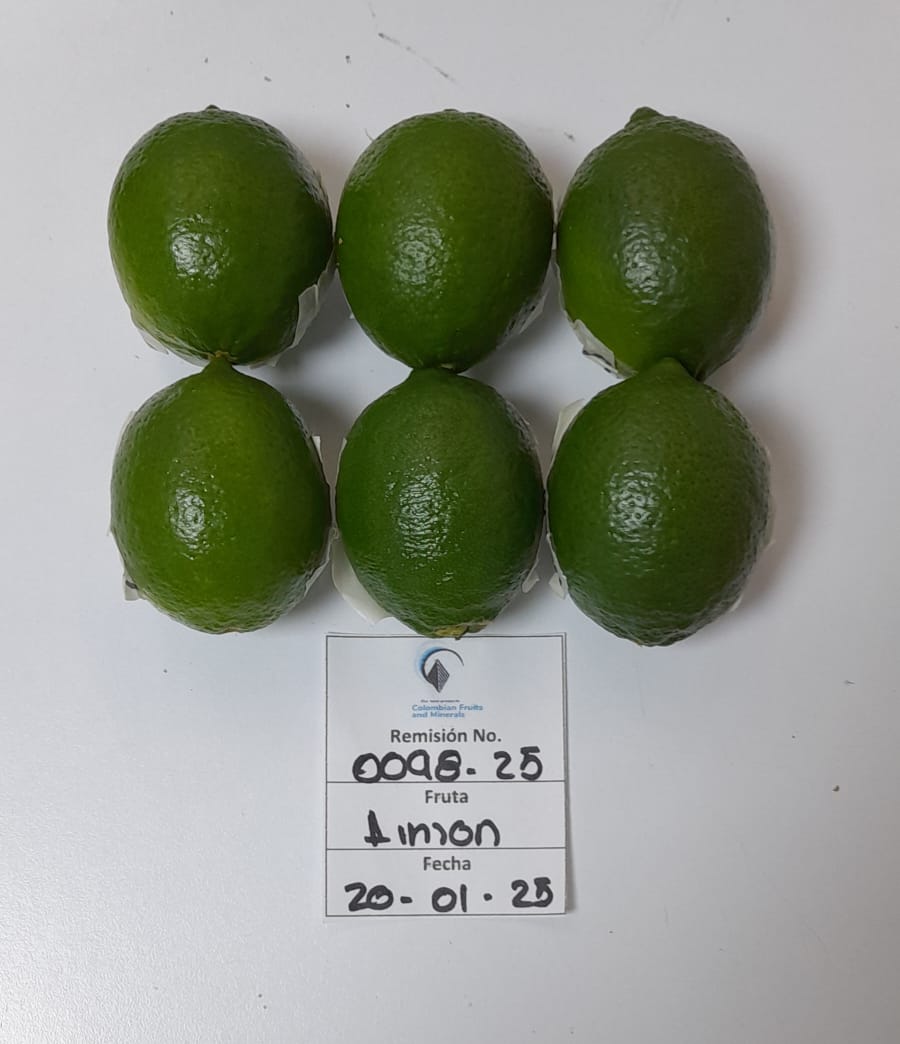 Colombian Fruits
and Minerals
Remisión No.
0098-25
Fruta
Limon
Fecha
20-01-25